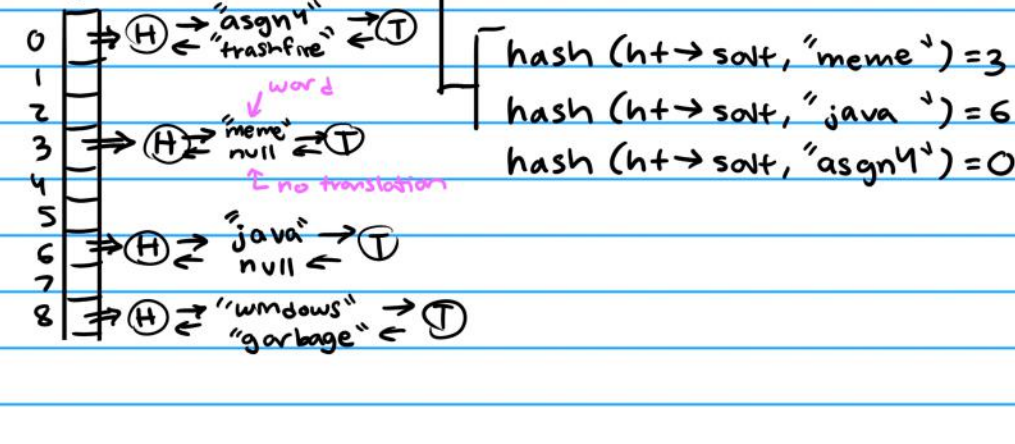 0 H "asgn4" T
"trashfire"
hash (ht→salt, "meme") = 3
1
word
2
hash (ht→salt, "java") = 6
3 H "meme" T
null
hash (ht→salt, "asgn4") = 0
4
no translation
5
6 H "java" T
null
7
8 H "windows" T
"garbage"